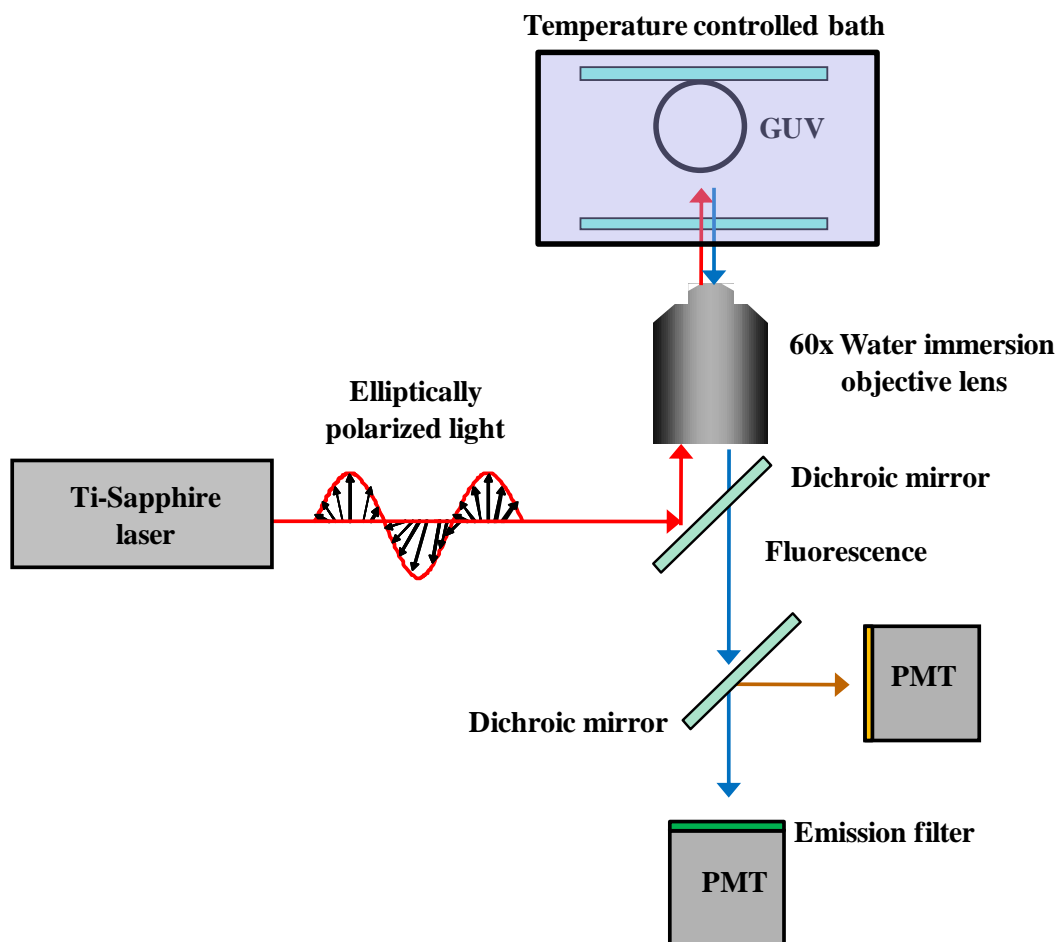 Temperature controlled bath
GUV
60x Water immersion
objective lens
Elliptically
polarized light
Ti-Sapphire
laser
Dichroic mirror
Fluorescence
PMT
Dichroic mirror
Emission filter
PMT